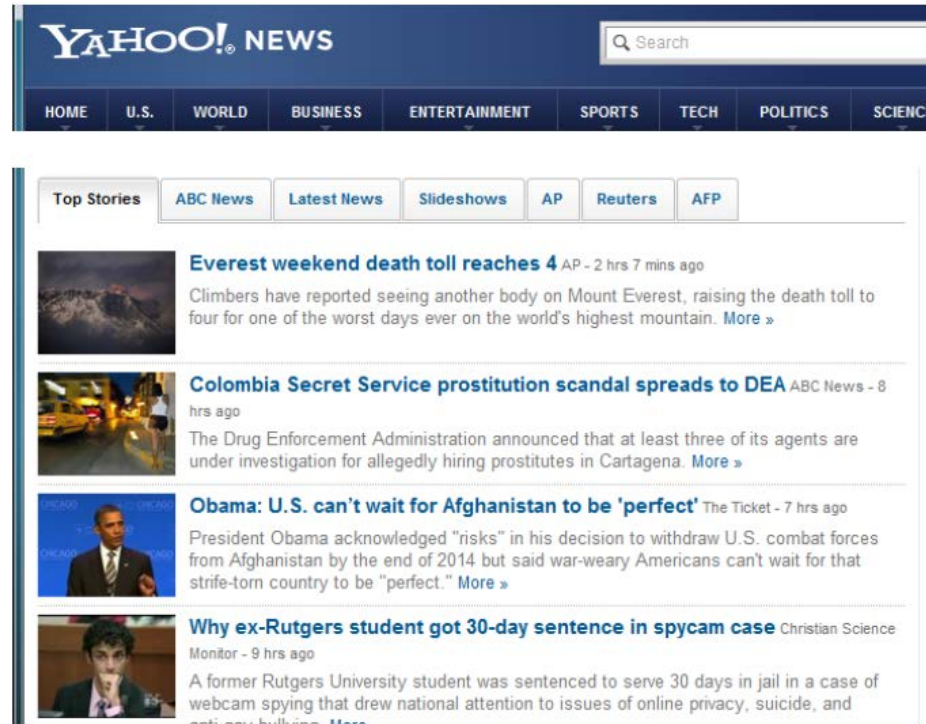 YAHOO!® NEWS
Search
HOME U.S. WORLD BUSINESS ENTERTAINMENT SPORTS TECH POLITICS SCIENC
Top Stories ABC News Latest News Slideshows AP Reuters AFP
Everest weekend death toll reaches 4 AP - 2 hrs 7 mins ago
Climbers have reported seeing another body on Mount Everest, raising the death toll to
four for one of the worst days ever on the world's highest mountain. More »
Colombia Secret Service prostitution scandal spreads to DEA ABC News - 8
hrs ago
The Drug Enforcement Administration announced that at least three of its agents are
under investigation for allegedly hiring prostitutes in Cartagena. More »
CHICAGO
CHICAGO
CHICAGO
Obama: U.S. can't wait for Afghanistan to be 'perfect' The Ticket - 7 hrs ago
President Obama acknowledged "risks" in his decision to withdraw U.S. combat forces
from Afghanistan by the end of 2014 but said war-weary Americans can't wait for that
strife-torn country to be "perfect." More »
Why ex-Rutgers student got 30-day sentence in spycam case Christian Science
Monitor - 9 hrs ago
A former Rutgers University student was sentenced to serve 30 days in jail in a case of
webcam spying that drew national attention to issues of online privacy, suicide, and
anti-gay bullying. More